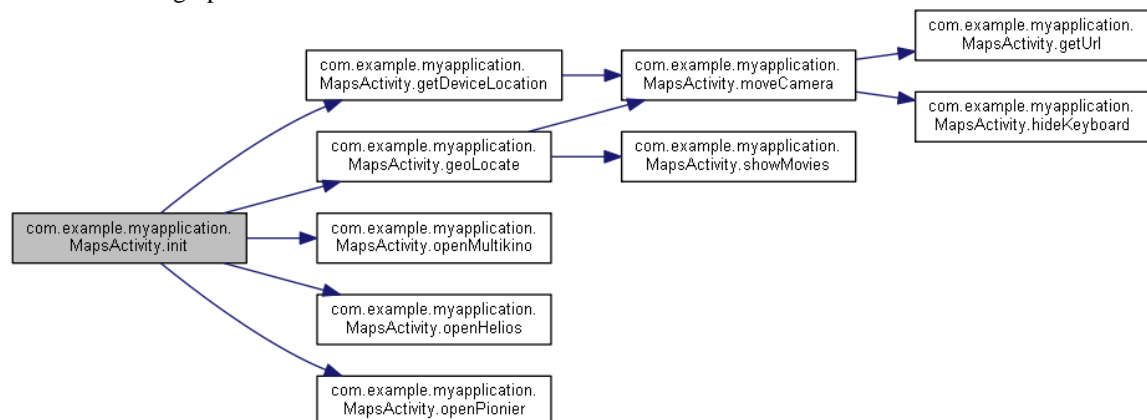 com.example.myapplication.
MapsActivity.init
com.example.myapplication.
MapsActivity.getDeviceLocation
com.example.myapplication.
MapsActivity.geoLocate
com.example.myapplication.
MapsActivity.openMultikino
com.example.myapplication.
MapsActivity.openHelios
com.example.myapplication.
MapsActivity.openPionier
com.example.myapplication.
MapsActivity.moveCamera
com.example.myapplication.
MapsActivity.showMovies
com.example.myapplication.
MapsActivity.getUrl
com.example.myapplication.
MapsActivity.hideKeyboard